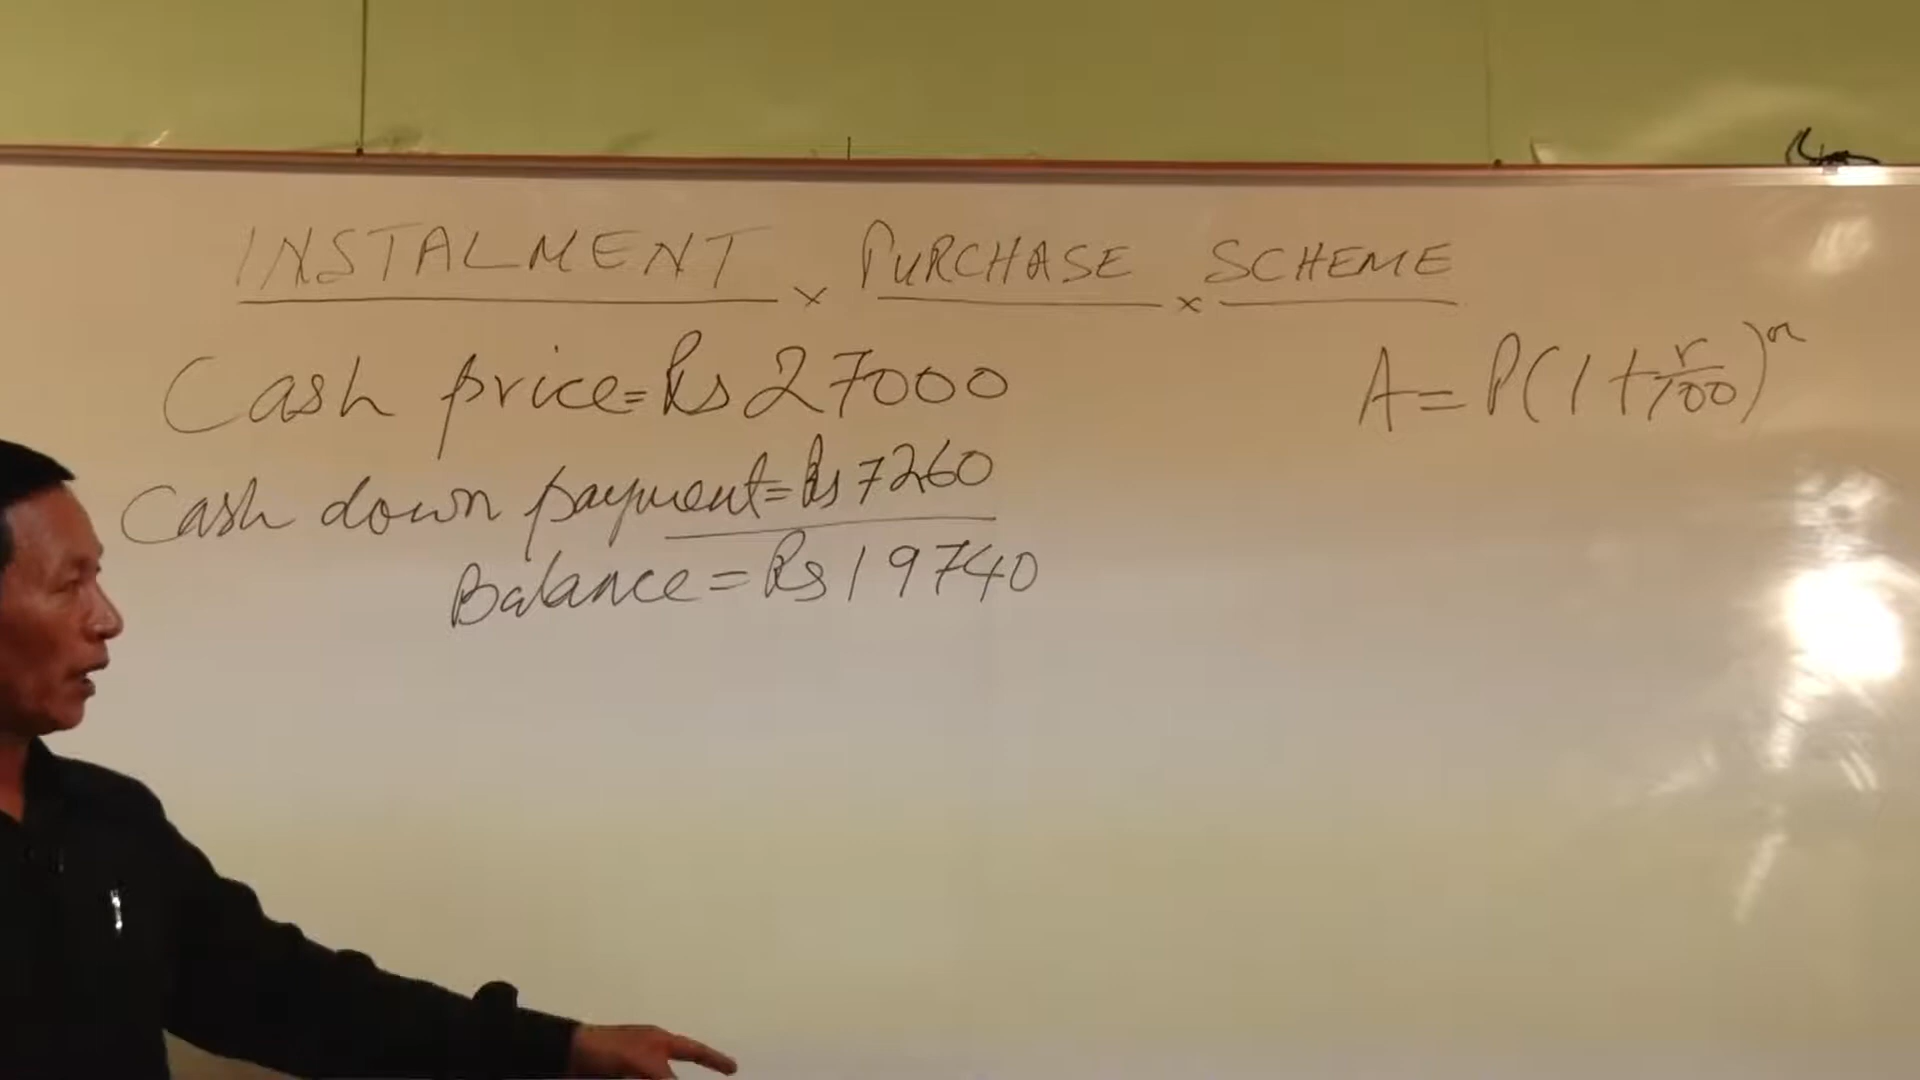 INSTALMENT × PURCHASE × SCHEME
Cash price = Rs 27000
A = P(1 + r/100)^n
Cash down payment = Rs 7260
Balance = Rs 19740